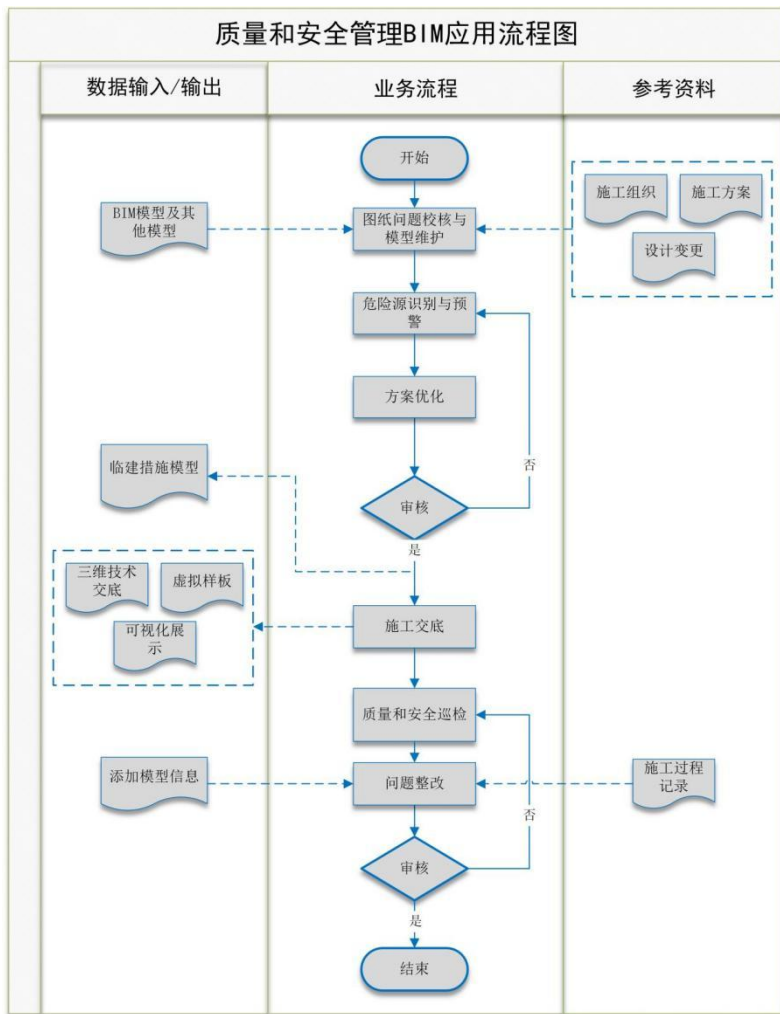 质量和安全管理BIM应用流程图
数据输入/输出
业务流程
参考资料
开始
BIM模型及其
他模型
图纸问题校核与
模型维护
施工组织
施工方案
设计变更
危险源识别与预
警
方案优化
临建措施模型
否
审核
是
三维技术
交底
虚拟样板
可视化展
示
施工交底
质量和安全巡检
添加模型信息
问题整改
施工过程
记录
否
审核
是
结束